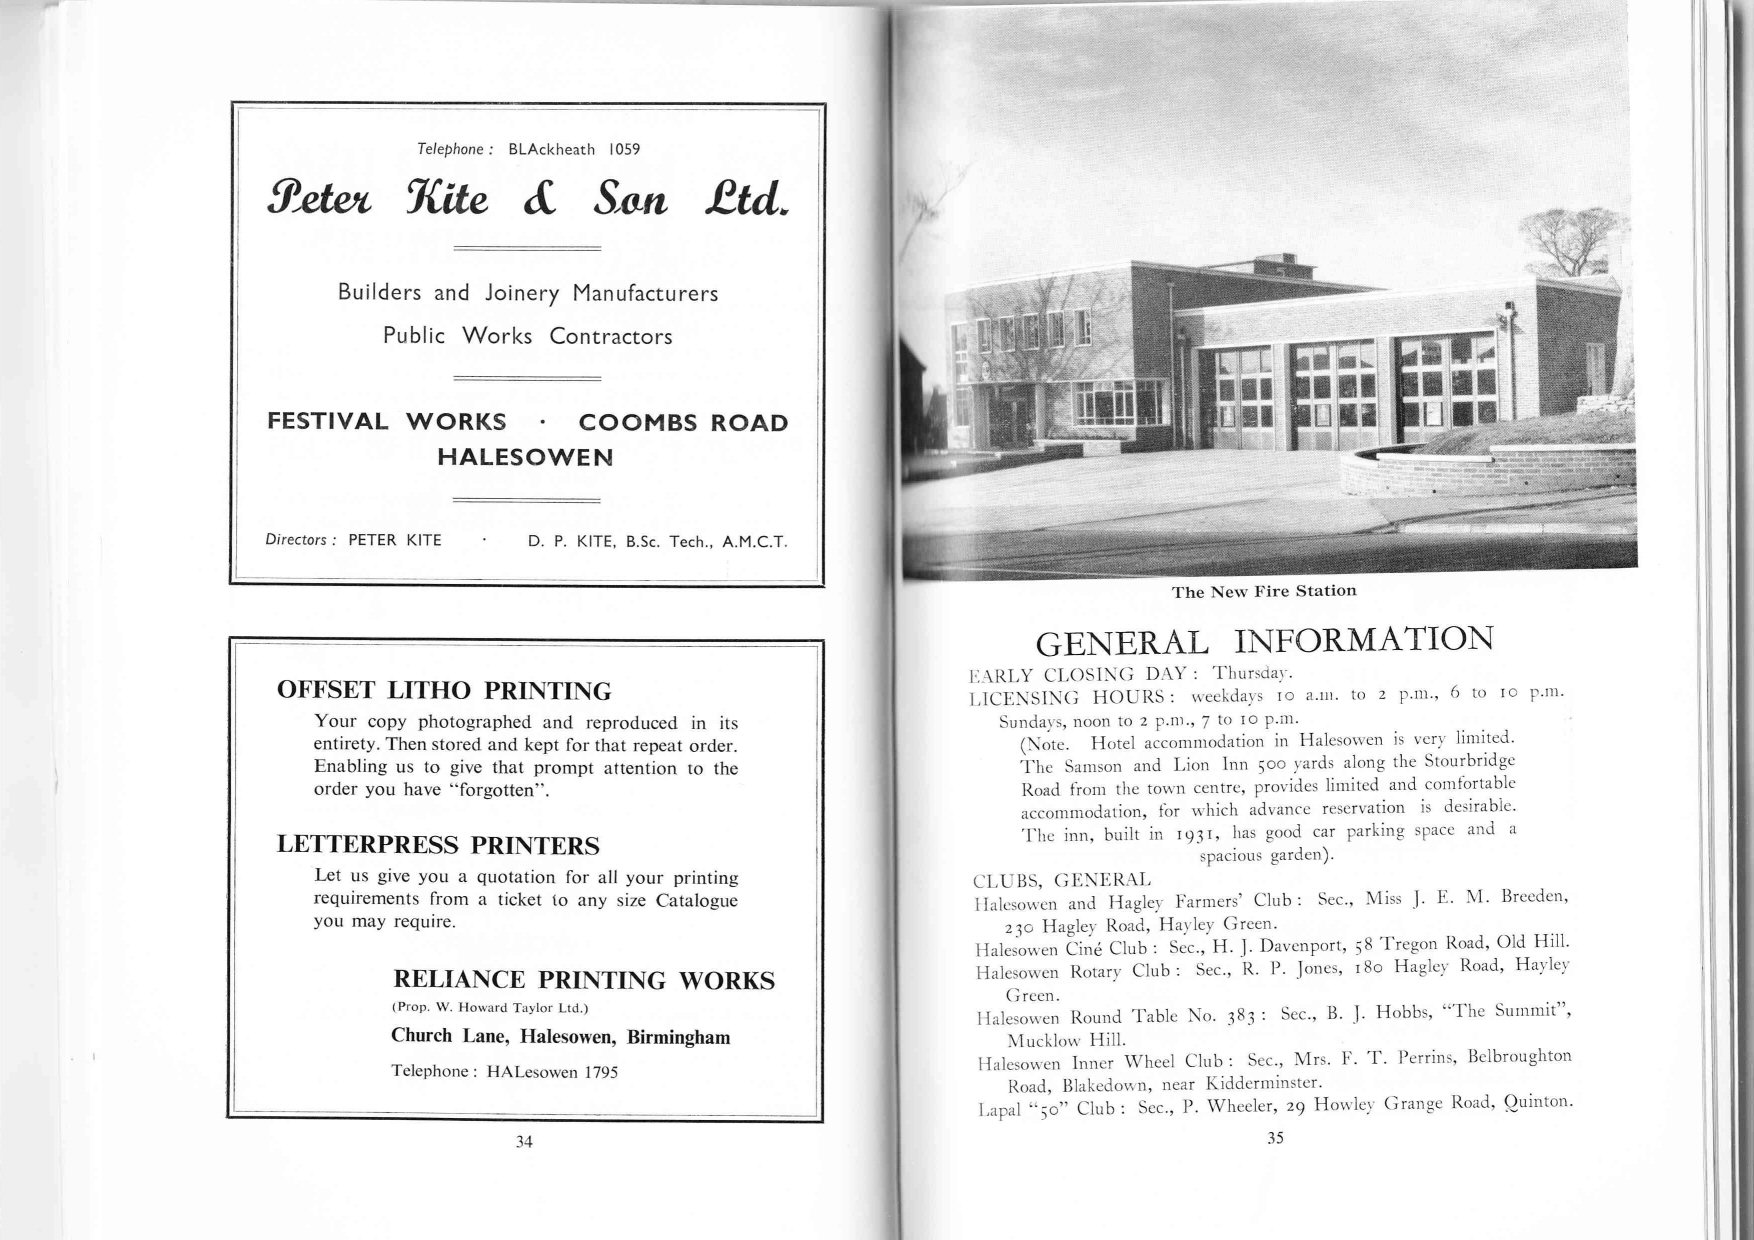 Telephone : BLAckheath 1059
Peter Kite & Son Ltd.
Builders and Joinery Manufacturers
Public Works Contractors
FESTIVAL WORKS · COOMBS ROAD
HALESOWEN
Directors : PETER KITE · D. P. KITE, B.Sc. Tech., A.M.C.T.
OFFSET LITHO PRINTING
Your copy photographed and reproduced in its
entirety. Then stored and kept for that repeat order.
Enabling us to give that prompt attention to the
order you have “forgotten”.
LETTERPRESS PRINTERS
Let us give you a quotation for all your printing
requirements from a ticket to any size Catalogue
you may require.
RELIANCE PRINTING WORKS
(Prop. W. Howard Taylor Ltd.)
Church Lane, Halesowen, Birmingham
Telephone : HALesowen 1795
34
The New Fire Station
GENERAL INFORMATION
EARLY CLOSING DAY : Thursday.
LICENSING HOURS : weekdays 10 a.m. to 2 p.m., 6 to 10 p.m.
Sundays, noon to 2 p.m., 7 to 10 p.m.
(Note. Hotel accommodation in Halesowen is very limited.
The Samson and Lion Inn 500 yards along the Stourbridge
Road from the town centre, provides limited and comfortable
accommodation, for which advance reservation is desirable.
The inn, built in 1931, has good car parking space and a
spacious garden).
CLUBS, GENERAL
Halesowen and Hagley Farmers’ Club : Sec., Miss J. E. M. Breeden,
230 Hagley Road, Hayley Green.
Halesowen Ciné Club : Sec., H. J. Davenport, 58 Tregon Road, Old Hill.
Halesowen Rotary Club : Sec., R. P. Jones, 180 Hagley Road, Hayley
Green.
Halesowen Round Table No. 383 : Sec., B. J. Hobbs, “The Summit”,
Mucklow Hill.
Halesowen Inner Wheel Club : Sec., Mrs. F. T. Perrins, Belbroughton
Road, Blakedown, near Kidderminster.
Lapal “50” Club : Sec., P. Wheeler, 29 Howley Grange Road, Quinton.
35